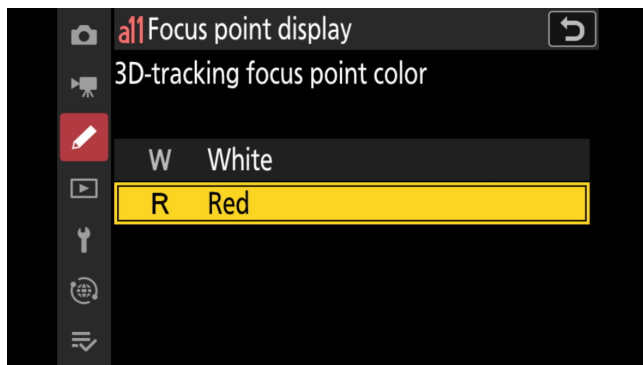 a11 Focus point display
3D-tracking focus point color
W White
R Red